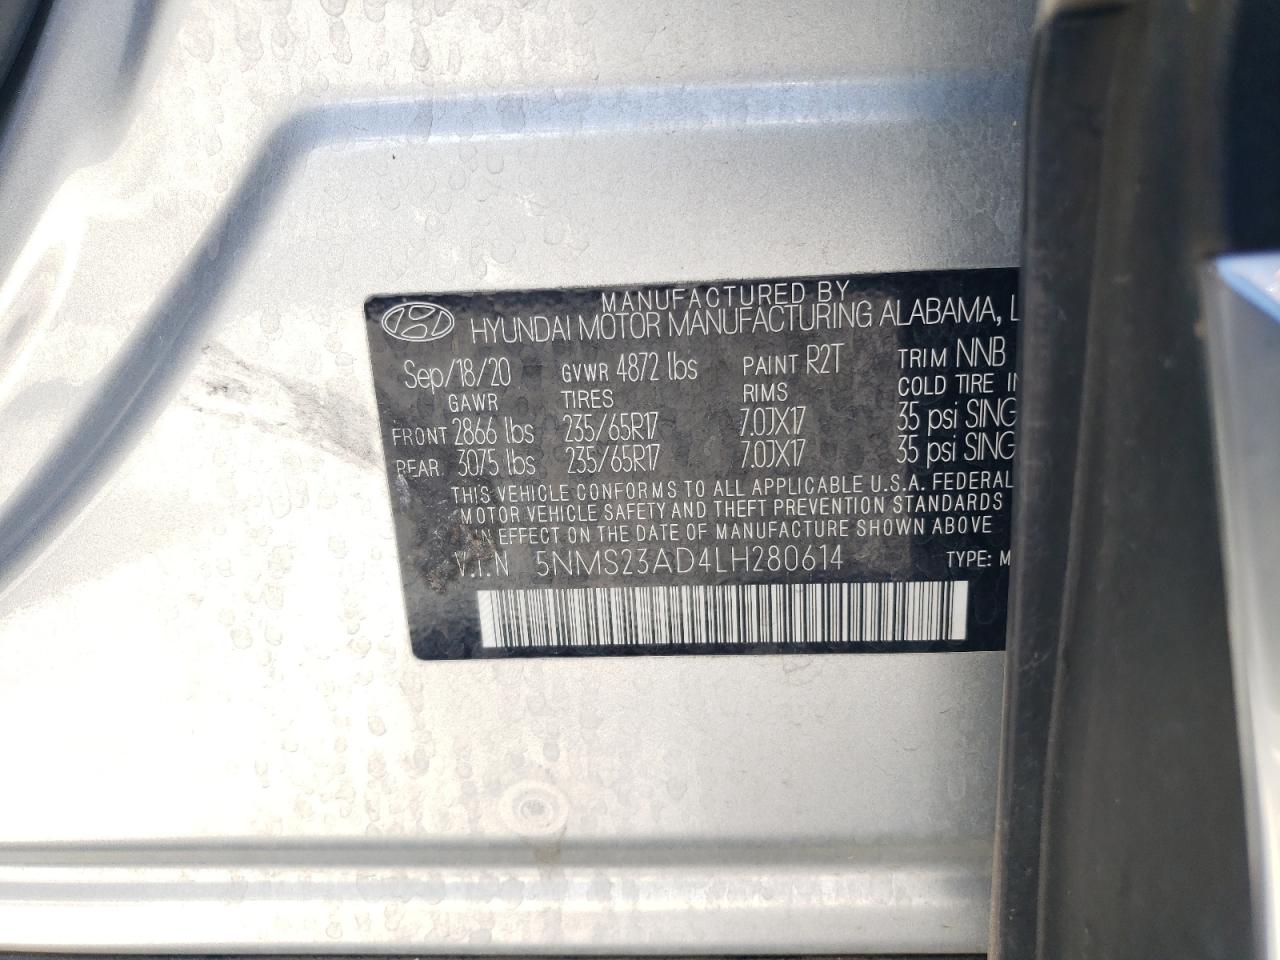 MANUFACTURED BY
HYUNDAI MOTOR MANUFACTURING ALABAMA, L
Sep/18/20 GVWR 4872 lbs PAINT R2T TRIM NNB
GAWR TIRES RIMS COLD TIRE IN
FRONT 2866 lbs 235/65R17 7.0JX17 35 psi SING
REAR 3075 lbs 235/65R17 7.0JX17 35 psi SING
THIS VEHICLE CONFORMS TO ALL APPLICABLE U.S.A. FEDERAL
MOTOR VEHICLE SAFETY AND THEFT PREVENTION STANDARDS
IN EFFECT ON THE DATE OF MANUFACTURE SHOWN ABOVE
V.I.N 5NMS23AD4LH280614 TYPE: M